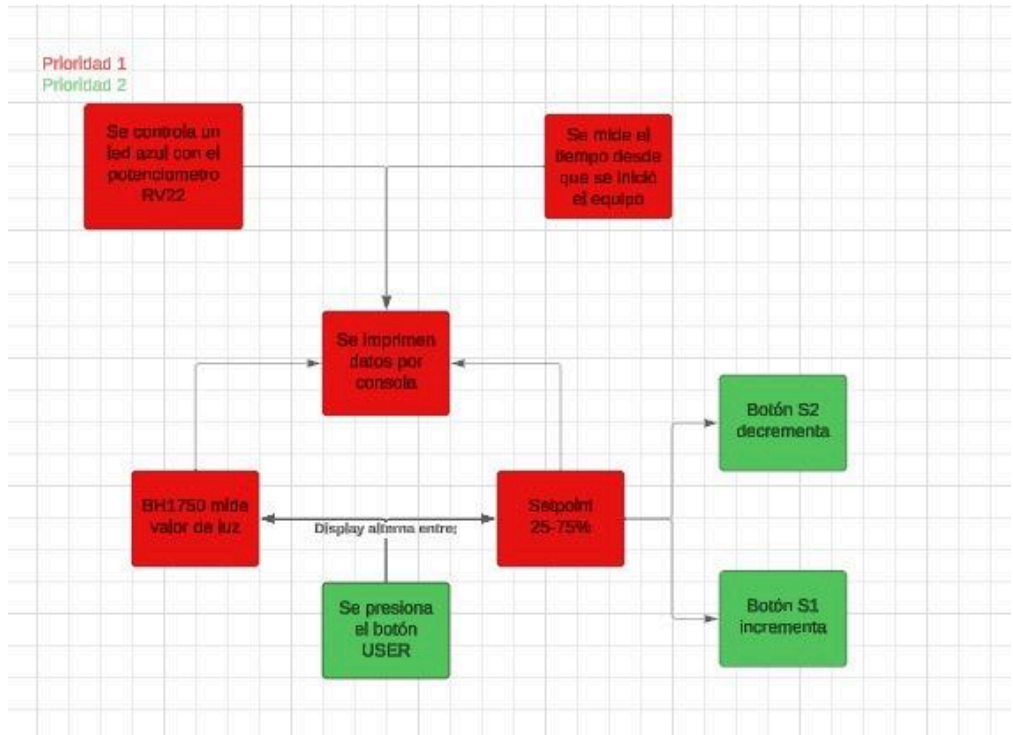 Prioridad 1
Prioridad 2
Se controla un
led azul con el
potenciometro
RV22
Se mide el
tiempo desde
que se inició
el equipo
Se imprimen
datos por
consola
Botón S2
decrementa
BH1750 mide
valor de luz
Display alterna entre:
Setpoint
25-75%
Se presiona
el botón
USER
Botón S1
incrementa